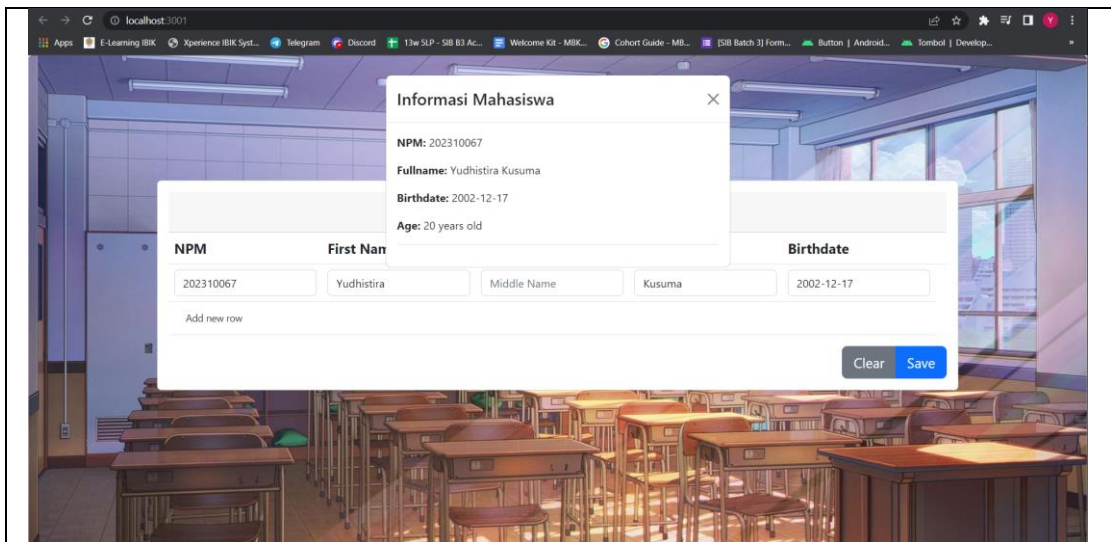 localhost:3001
Apps E-Learning IBIK Xperience IBIK Syst... Telegram Discord 13w SLP - SIB B3 Ac... Welcome Kit - MBK... Cohort Guide - MB... [SIB Batch 3] Form... Button | Android... Tombol | Develop... »
Informasi Mahasiswa
NPM: 202310067
Fullname: Yudhistira Kusuma
Birthdate: 2002-12-17
Age: 20 years old
NPM First Nam Birthdate
202310067 Yudhistira Middle Name Kusuma 2002-12-17
Add new row
Clear Save